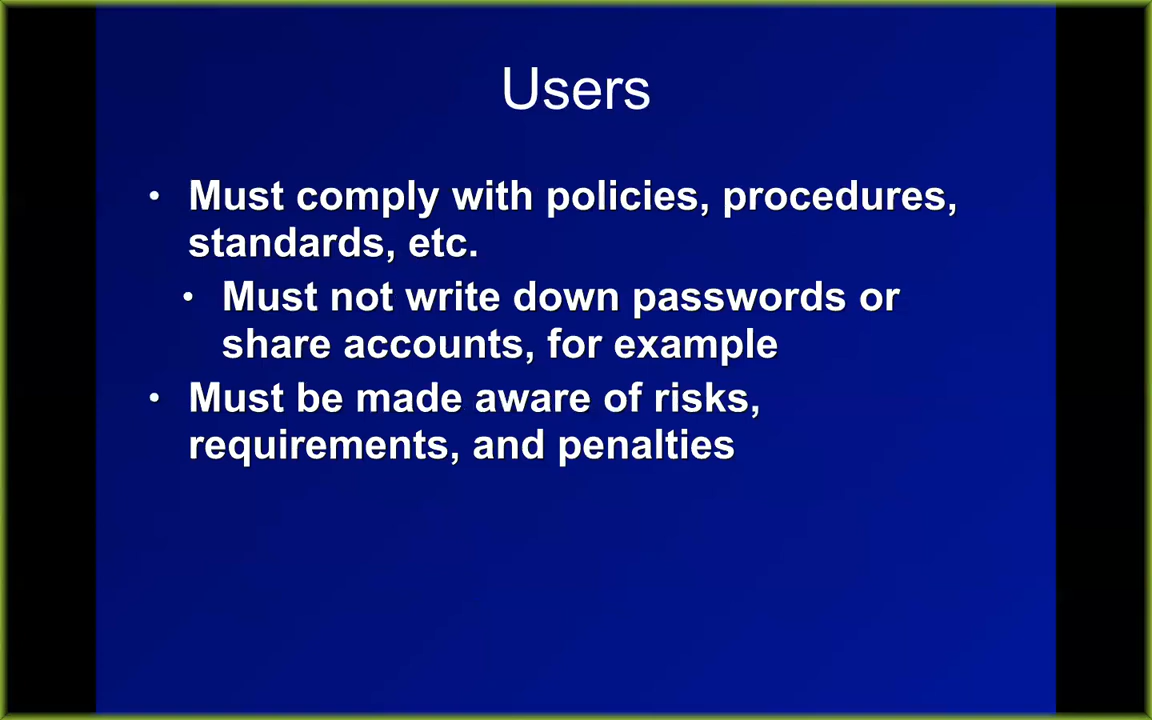 Users
• Must comply with policies, procedures,
standards, etc.
• Must not write down passwords or
share accounts, for example
• Must be made aware of risks,
requirements, and penalties